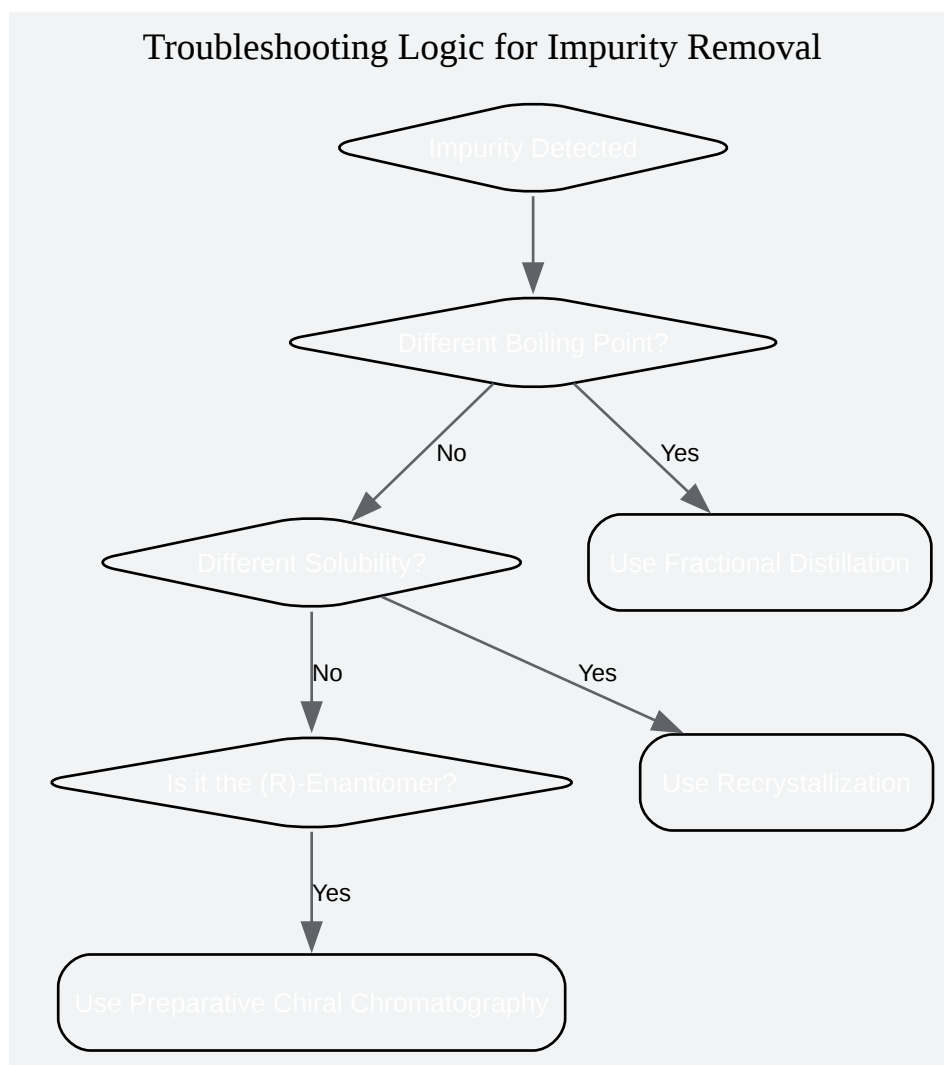 Troubleshooting Logic for Impurity Removal
Impurity Detected
Different Boiling Point?
No
Yes
Different Solubility?
Use Fractional Distillation
No
Yes
Is it the (R)-Enantiomer?
Use Recrystallization
Yes
Use Preparative Chiral Chromatography